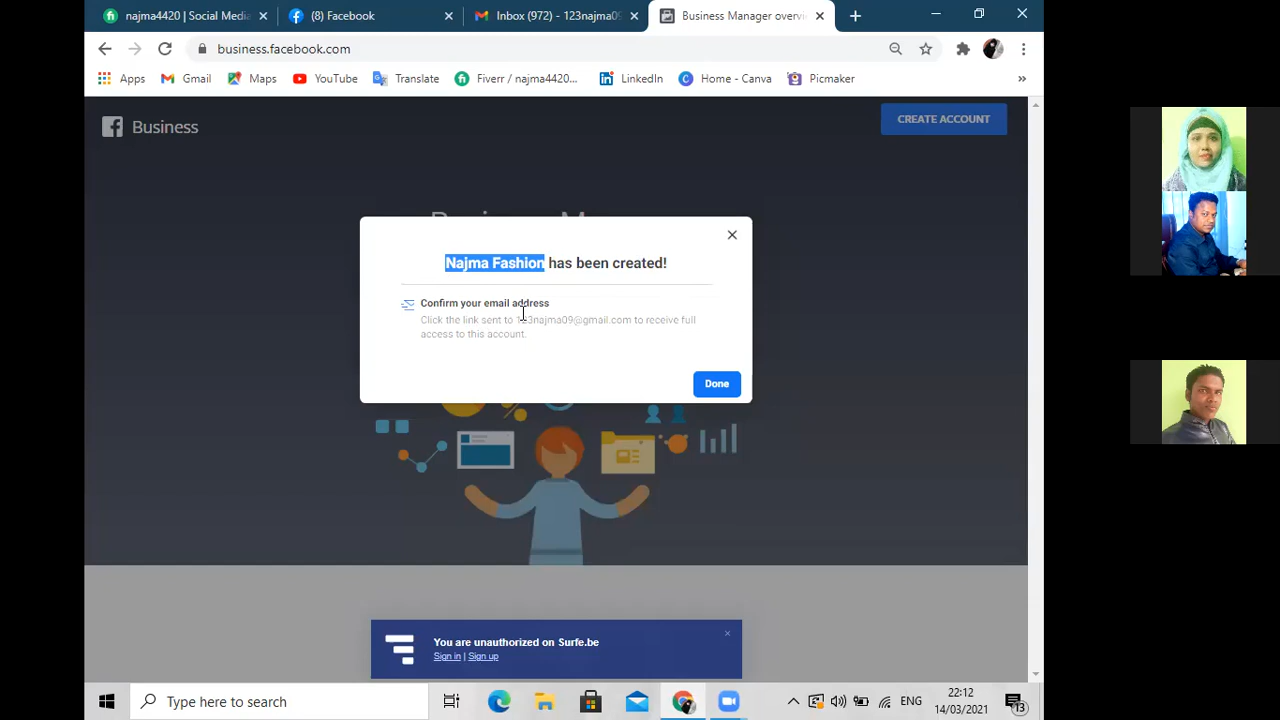 najma4420 | Social Media
(8) Facebook
Inbox (972) - 123najma09
Business Manager overvi
business.facebook.com
Apps
Gmail
Maps
YouTube
Translate
Fiverr / najma4420...
LinkedIn
Home - Canva
Picmaker
»
Business
CREATE ACCOUNT
Najma Fashion has been created!
Confirm your email address
Click the link sent to 123najma09@gmail.com to receive full
access to this account.
Done
You are unauthorized on Surfe.be
Sign in | Sign up
Type here to search
ENG
22:12
14/03/2021
13